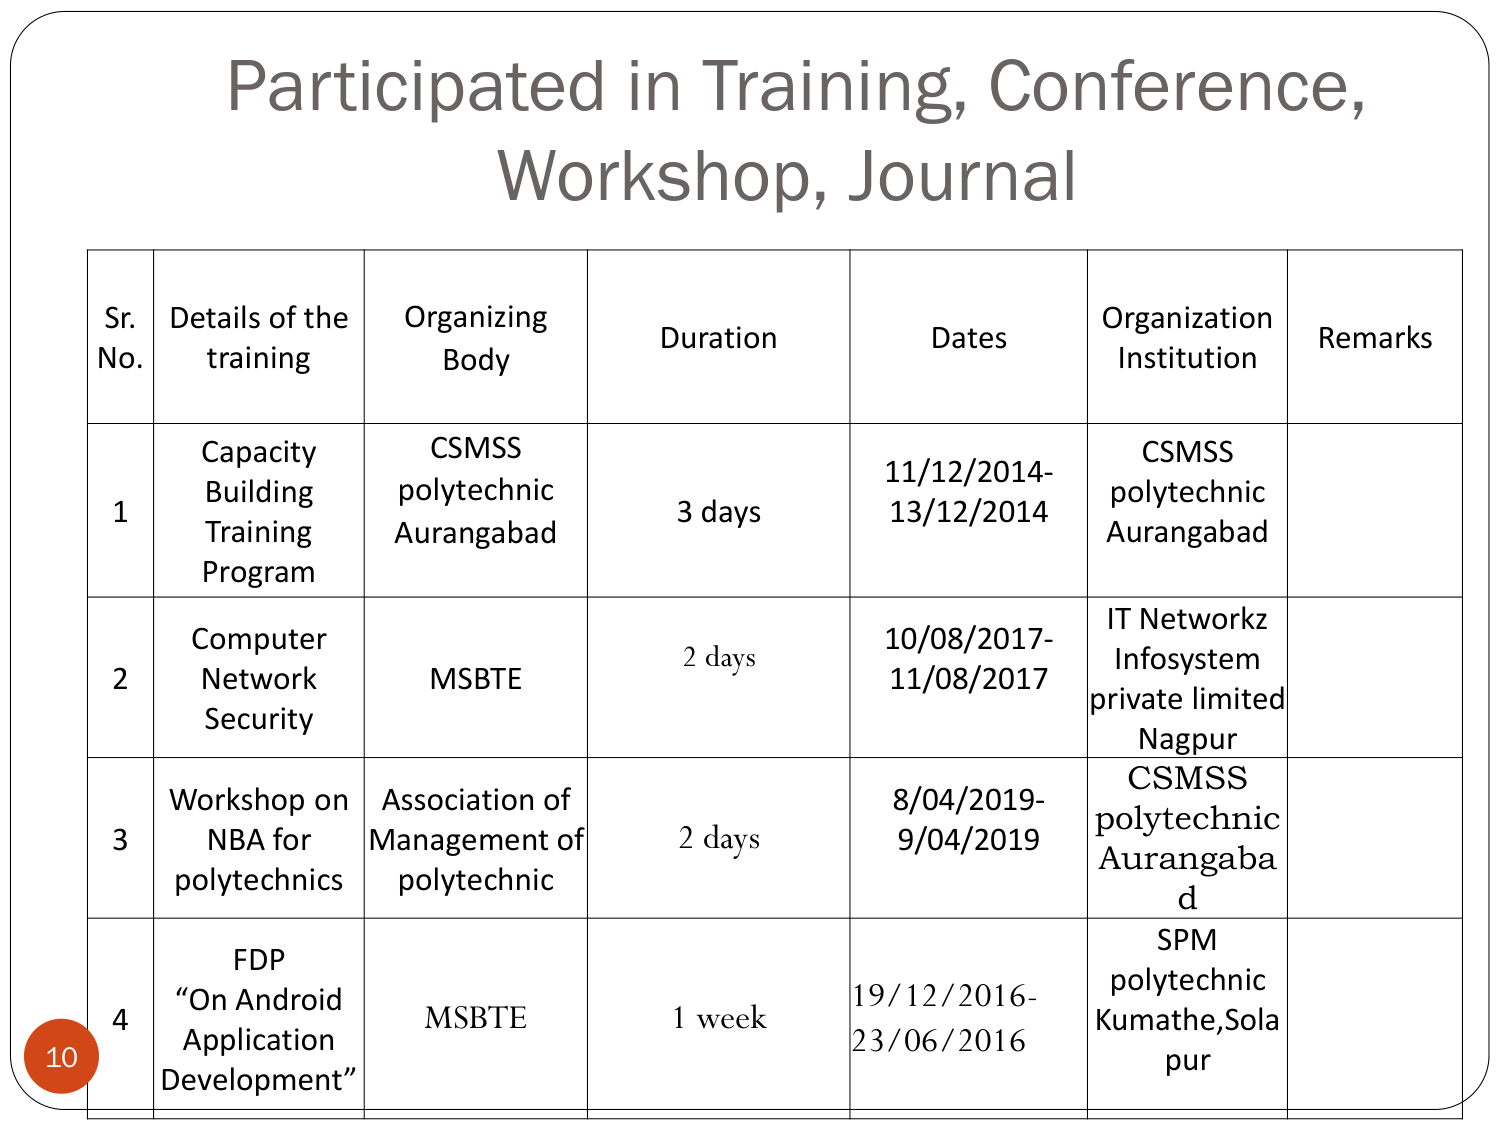 Participated in Training, Conference,
Workshop, Journal
Sr.
No.
Details of the
training
Organizing
Body
Duration
Dates
Organization
Institution
Remarks
1
Capacity
Building
Training
Program
CSMSS
polytechnic
Aurangabad
3 days
11/12/2014-
13/12/2014
CSMSS
polytechnic
Aurangabad
2
Computer
Network
Security
MSBTE
2 days
10/08/2017-
11/08/2017
IT Networkz
Infosystem
private limited
Nagpur
3
Workshop on
NBA for
polytechnics
Association of
Management of
polytechnic
2 days
8/04/2019-
9/04/2019
CSMSS
polytechnic
Aurangaba
d
4
FDP
“On Android
Application
Development”
MSBTE
1 week
19/12/2016-
23/06/2016
SPM
polytechnic
Kumathe,Sola
pur
10